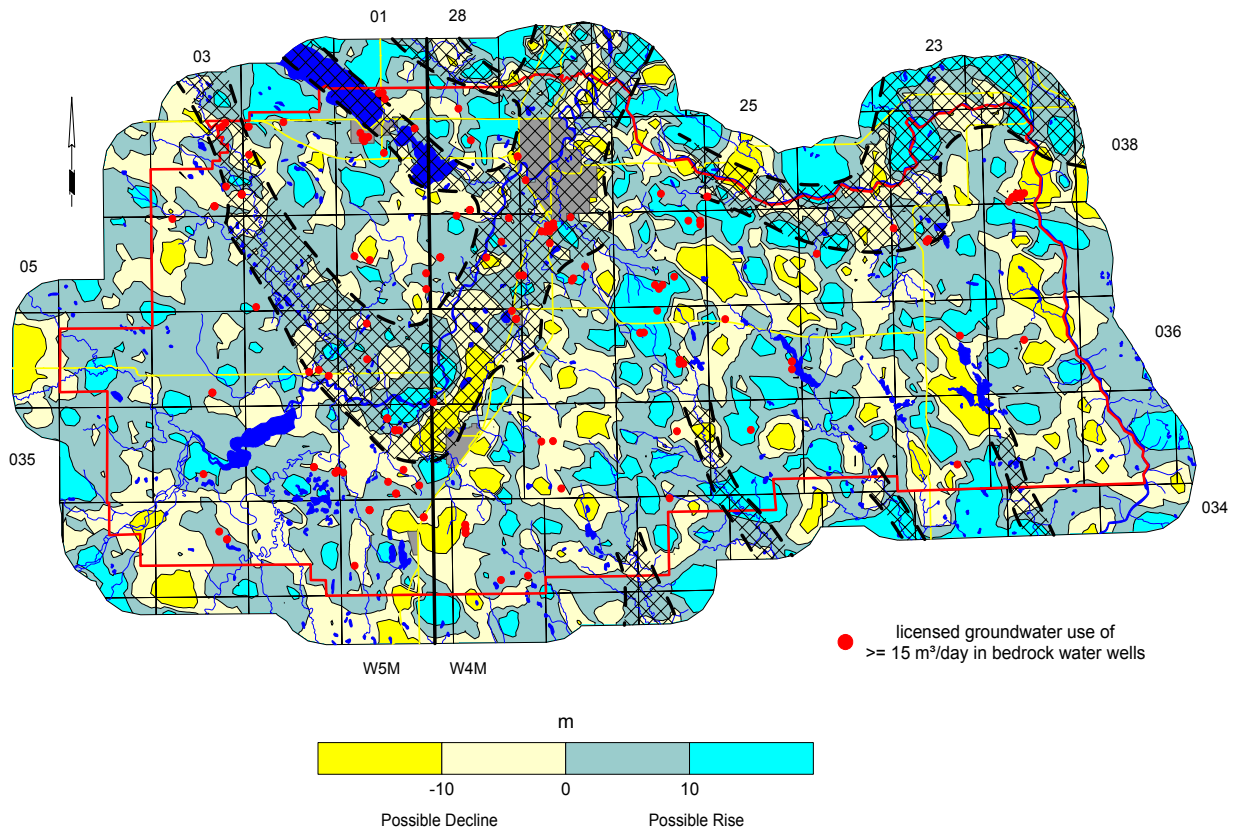 01
28
03
23
25
038
05
036
035
034
W5M
W4M
licensed groundwater use of
>= 15 m³/day in bedrock water wells
m
-10
0
10
Possible Decline
Possible Rise